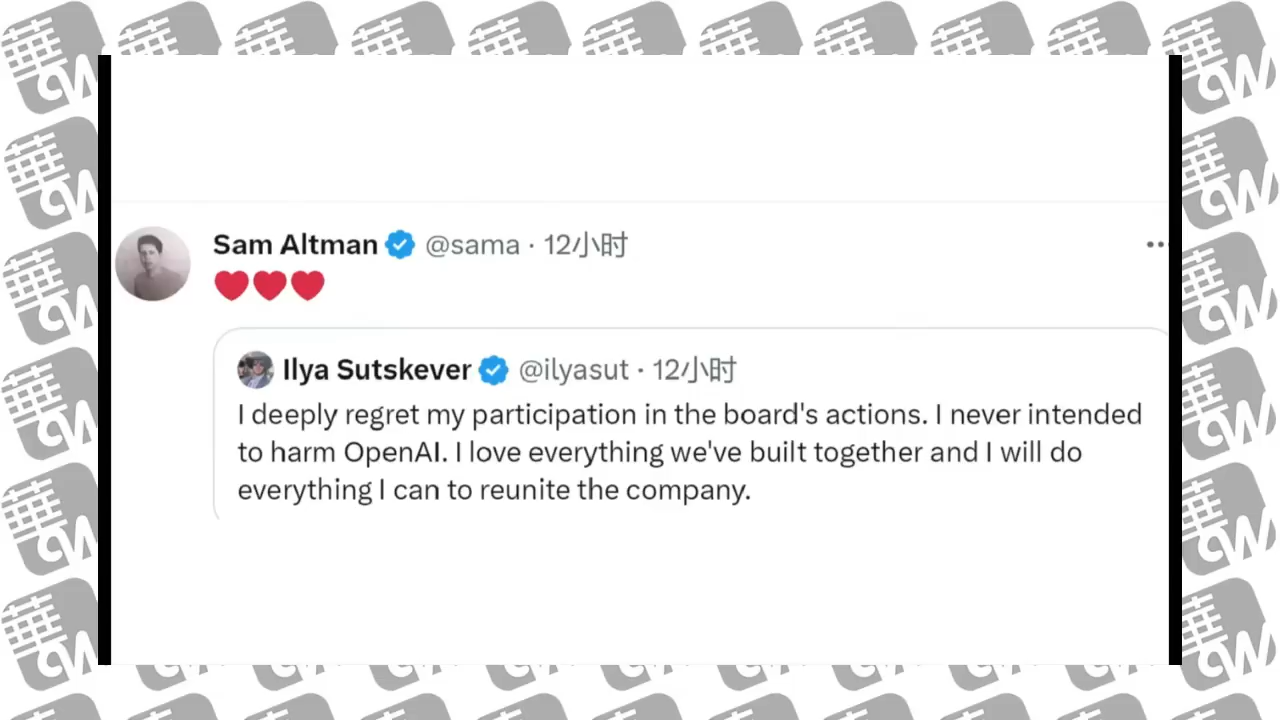 Sam Altman @sama · 12小时
❤️❤️❤️
Ilya Sutskever @ilyasut · 12小时
I deeply regret my participation in the board's actions. I never intended
to harm OpenAI. I love everything we've built together and I will do
everything I can to reunite the company.
華